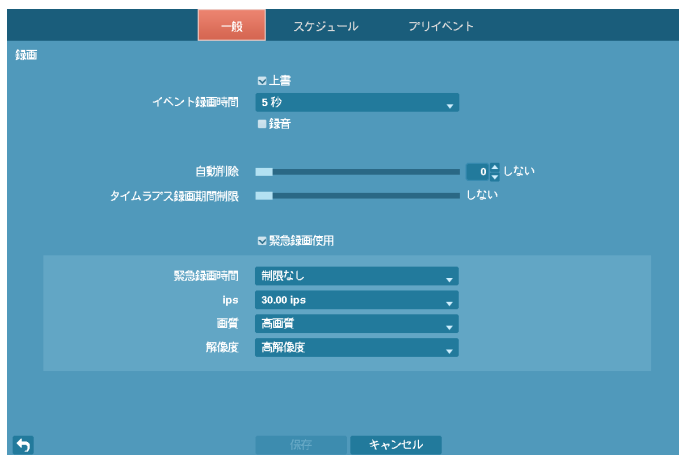 一般 スケジュール プリイベント
録画
上書
イベント録画時間 5 秒
録音
自動削除 0 しない
タイムラプス録画期間制限 しない
緊急録画使用
緊急録画時間 制限なし
ips 30.00 ips
画質 高画質
解像度 高解像度
保存 キャンセル